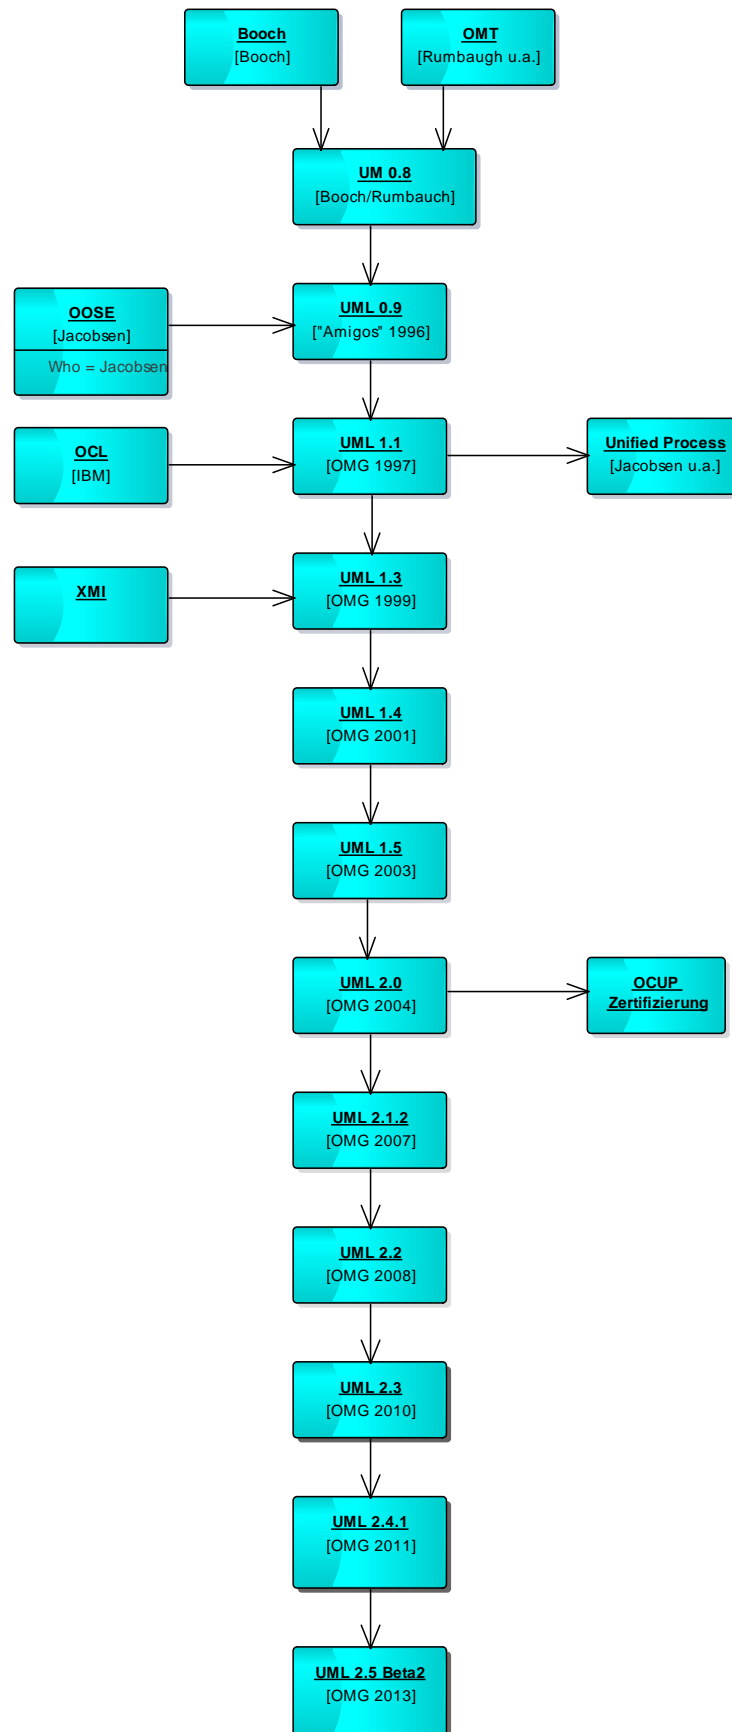 Booch
[Booch]
OMT
[Rumbaugh u.a.]
UM 0.8
[Booch/Rumbauch]
OOSE
[Jacobsen]
Who = Jacobsen
UML 0.9
["Amigos" 1996]
OCL
[IBM]
UML 1.1
[OMG 1997]
Unified Process
[Jacobsen u.a.]
XMI
UML 1.3
[OMG 1999]
UML 1.4
[OMG 2001]
UML 1.5
[OMG 2003]
UML 2.0
[OMG 2004]
OCUP
Zertifizierung
UML 2.1.2
[OMG 2007]
UML 2.2
[OMG 2008]
UML 2.3
[OMG 2010]
UML 2.4.1
[OMG 2011]
UML 2.5 Beta2
[OMG 2013]